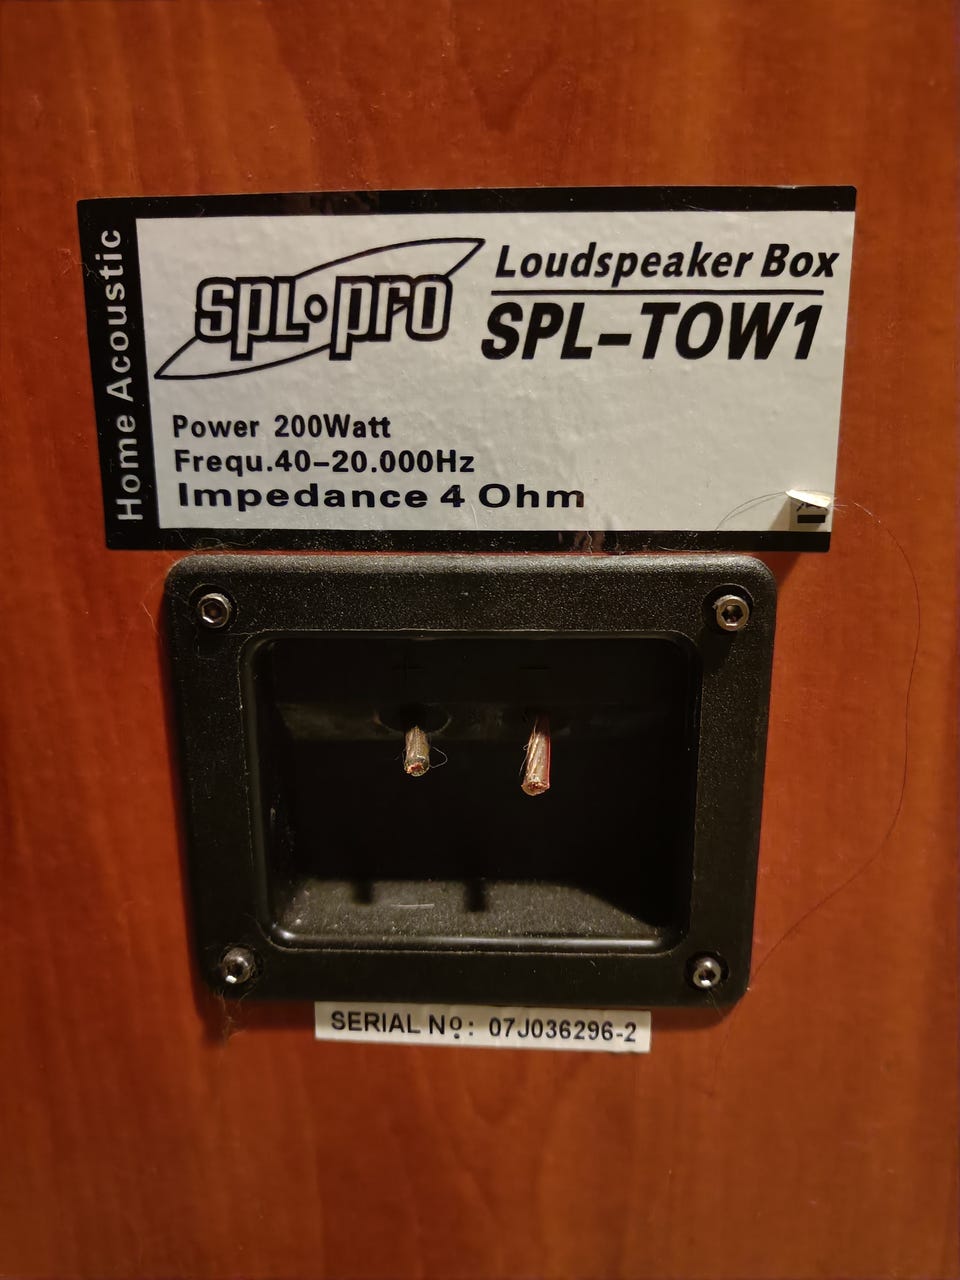 Home Acoustic
SPL•PRO
Loudspeaker Box
SPL-TOW1
Power 200Watt
Frequ.40-20.000Hz
Impedance 4 Ohm
+ -
SERIAL Nº: 07J036296-2